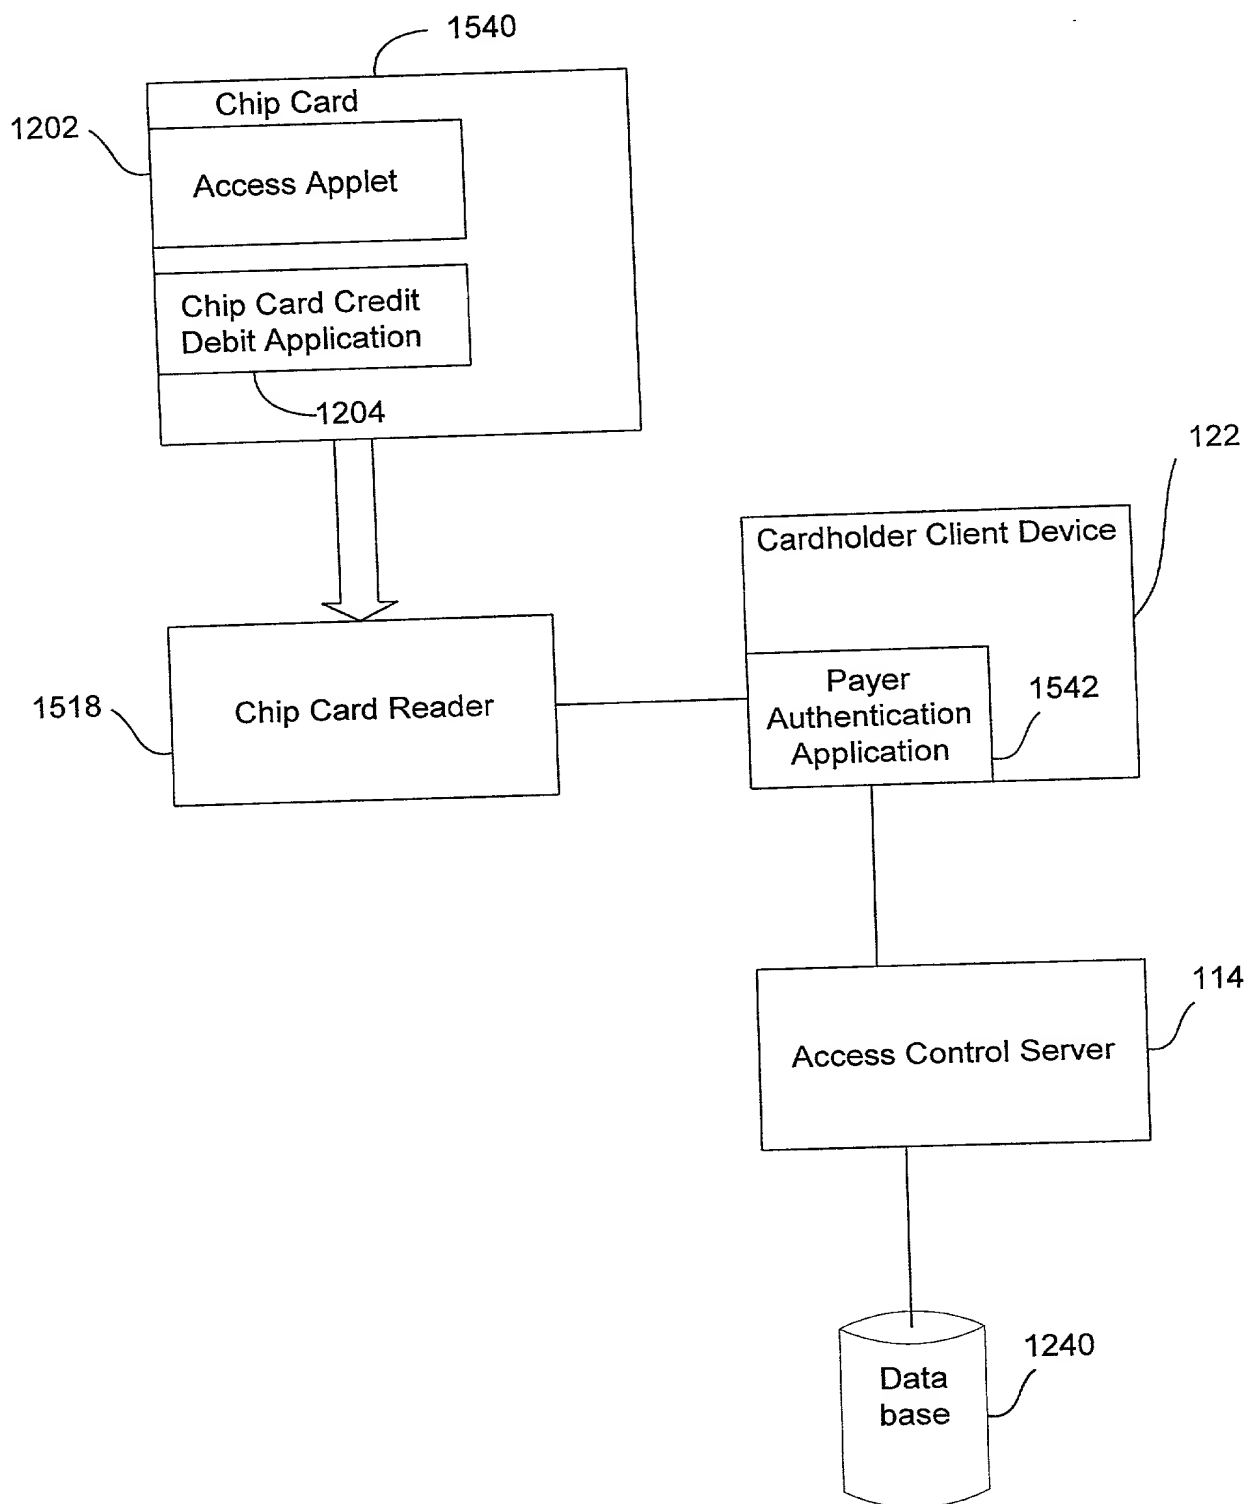 1540
Chip Card
1202
Access Applet
Chip Card Credit
Debit Application
1204
122
Cardholder Client Device
Payer
Authentication
Application
1542
1518
Chip Card Reader
114
Access Control Server
1240
Data
base